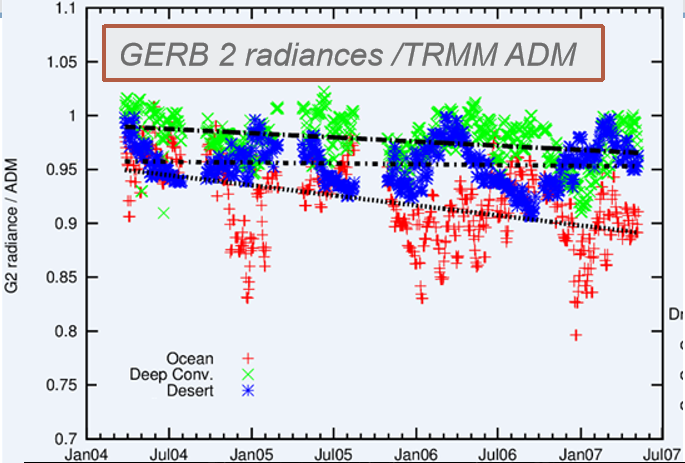 GERB 2 radiances /TRMM ADM
1.1
1.05
1
0.95
0.9
0.85
0.8
0.75
0.7
G2 radiance / ADM
Ocean
Deep Conv.
Desert
Jan04 Jul04 Jan05 Jul05 Jan06 Jul06 Jan07 Jul07